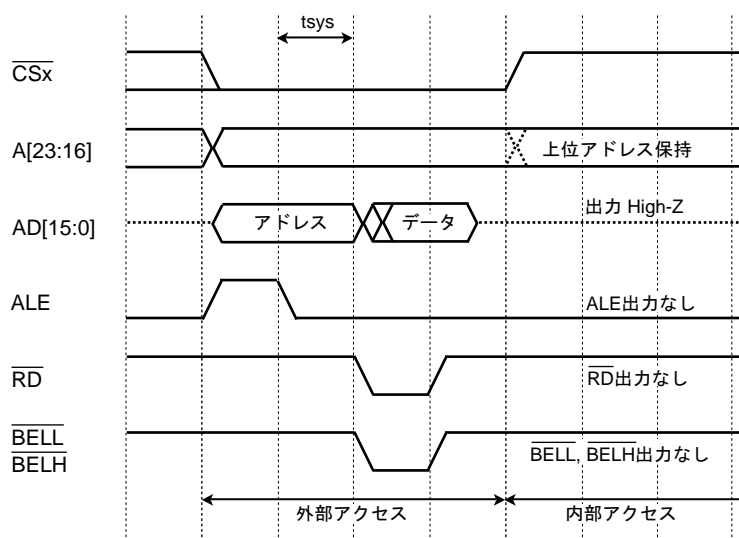 tsys
CSx
A[23:16]
上位アドレス保持
AD[15:0]
アドレス
データ
出力 High-Z
ALE
ALE出力なし
RD
RD出力なし
BELL
BELH
BELL, BELH出力なし
外部アクセス
内部アクセス